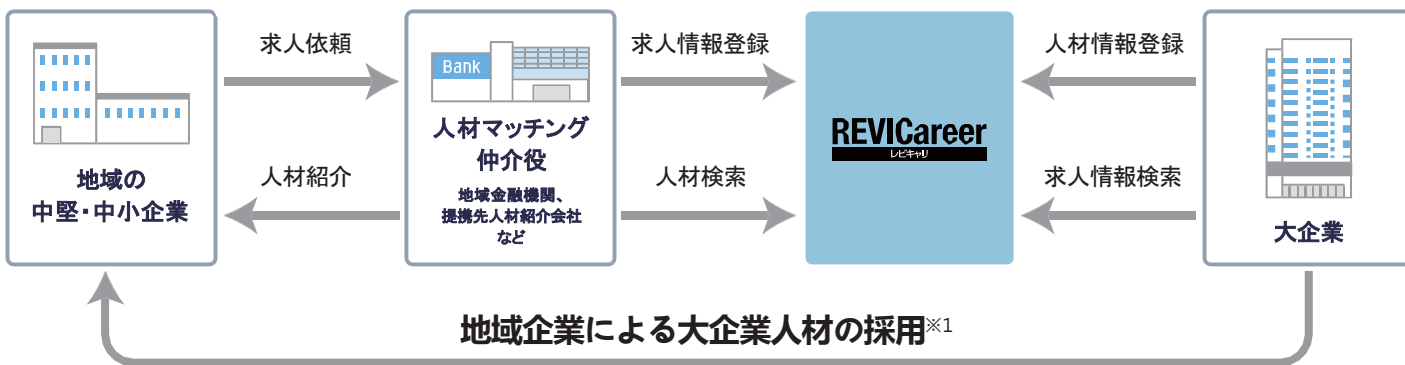 求人依頼
求人情報登録
人材情報登録
Bank
人材マッチング
仲介役
地域金融機関、
提携先人材紹介会社
など
REVICareer
レビキャリ
地域の
中堅・中小企業
人材紹介
人材検索
求人情報検索
大企業
地域企業による大企業人材の採用※1